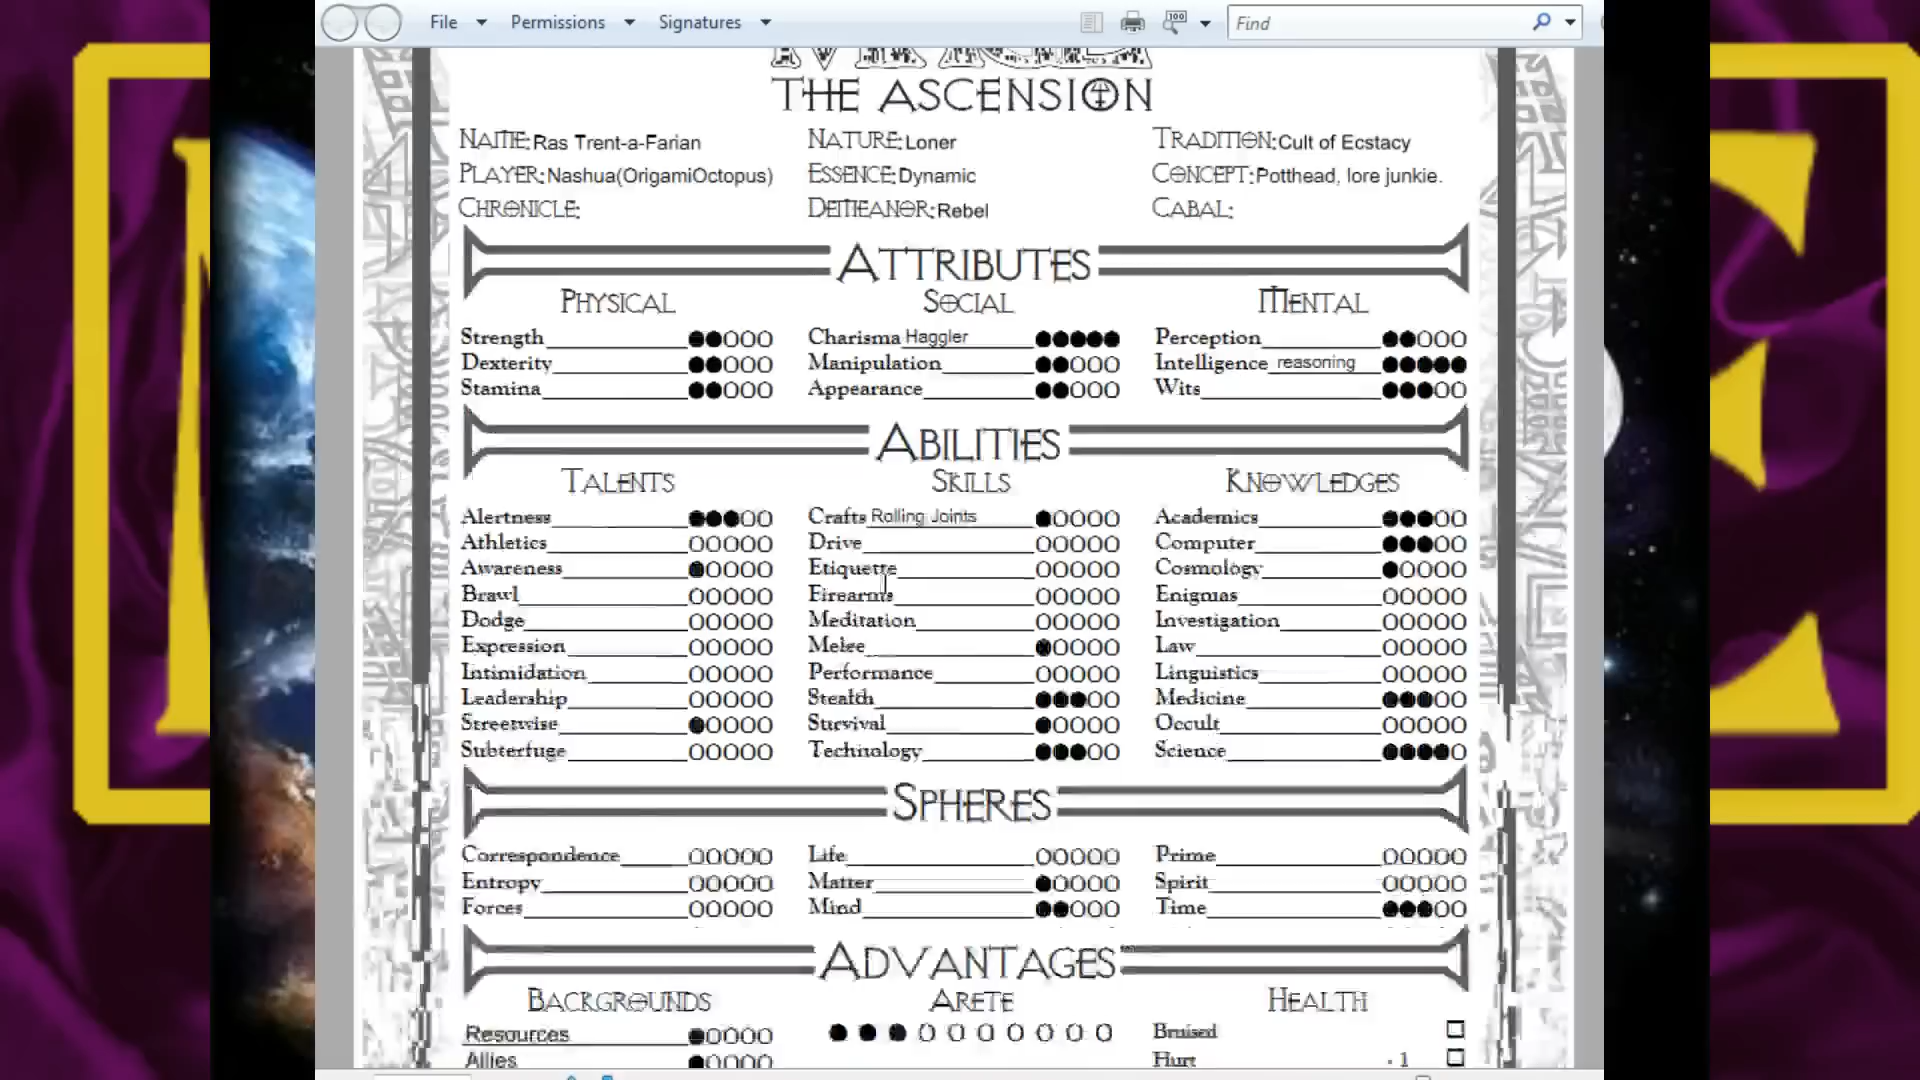 File Permissions Signatures 100 Find
THE ASCENSION
NAME: Ras Trent-a-Farian NATURE: Loner TRADITION: Cult of Ecstacy
PLAYER: Nashua(OrigamiOctopus) ESSENCE: Dynamic CONCEPT: Potthead, lore junkie.
CHRONICLE: DEMEANOR: Rebel CABAL:
ATTRIBUTES
PHYSICAL SOCIAL MENTAL
Strength Charisma Haggler Perception
Dexterity Manipulation Intelligence reasoning
Stamina Appearance Wits
ABILITIES
TALENTS SKILLS KNOWLEDGES
Alertness Crafts Rolling Joints Academics
Athletics Drive Computer
Awareness Etiquette Cosmology
Brawl Firearms Enigmas
Dodge Meditation Investigation
Expression Melee Law
Intimidation Performance Linguistics
Leadership Stealth Medicine
Streetwise Survival Occult
Subterfuge Technology Science
SPHERES
Correspondence Life Prime
Entropy Matter Spirit
Forces Mind Time
ADVANTAGES
BACKGROUNDS ARETE HEALTH
Resources Bruised
Allies Hurt - 1